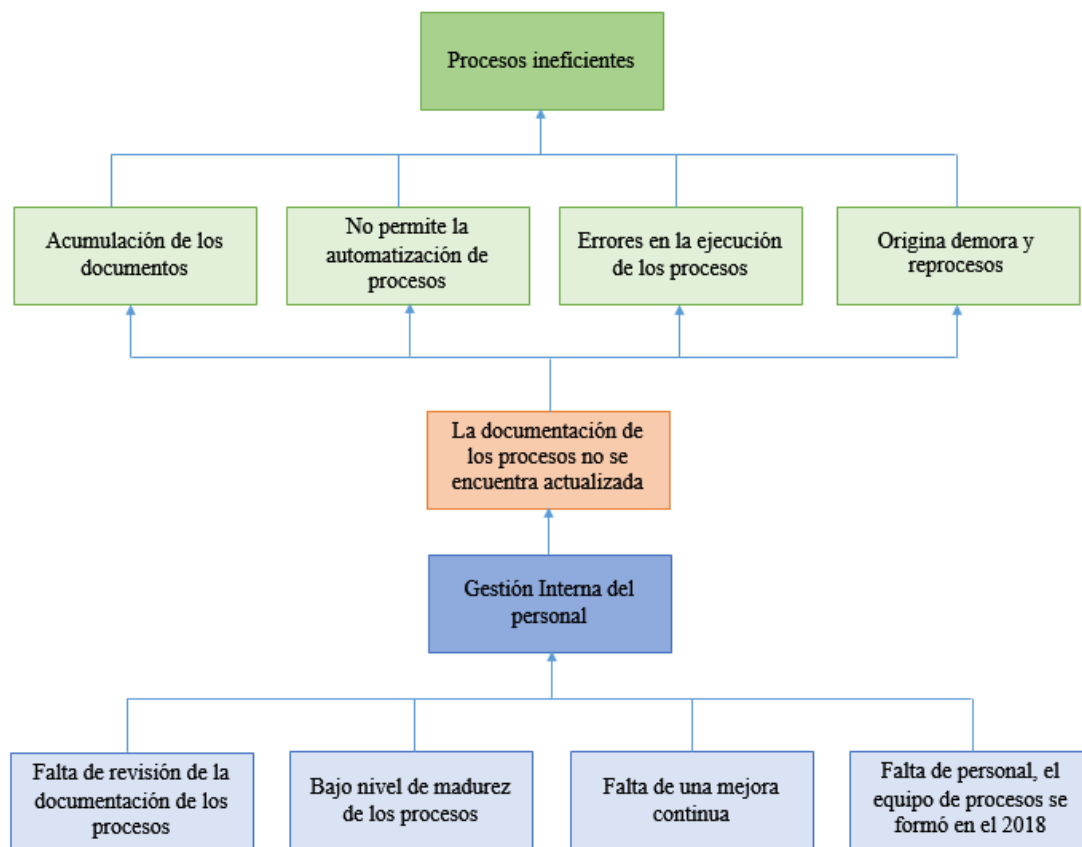 Procesos ineficientes
Acumulación de los
documentos
No permite la
automatización de
procesos
Errores en la ejecución
de los procesos
Origina demora y
reprocesos
La documentación de
los procesos no se
encuentra actualizada
Gestión Interna del
personal
Falta de revisión de la
documentación de los
procesos
Bajo nivel de madurez
de los procesos
Falta de una mejora
continua
Falta de personal, el
equipo de procesos se
formó en el 2018